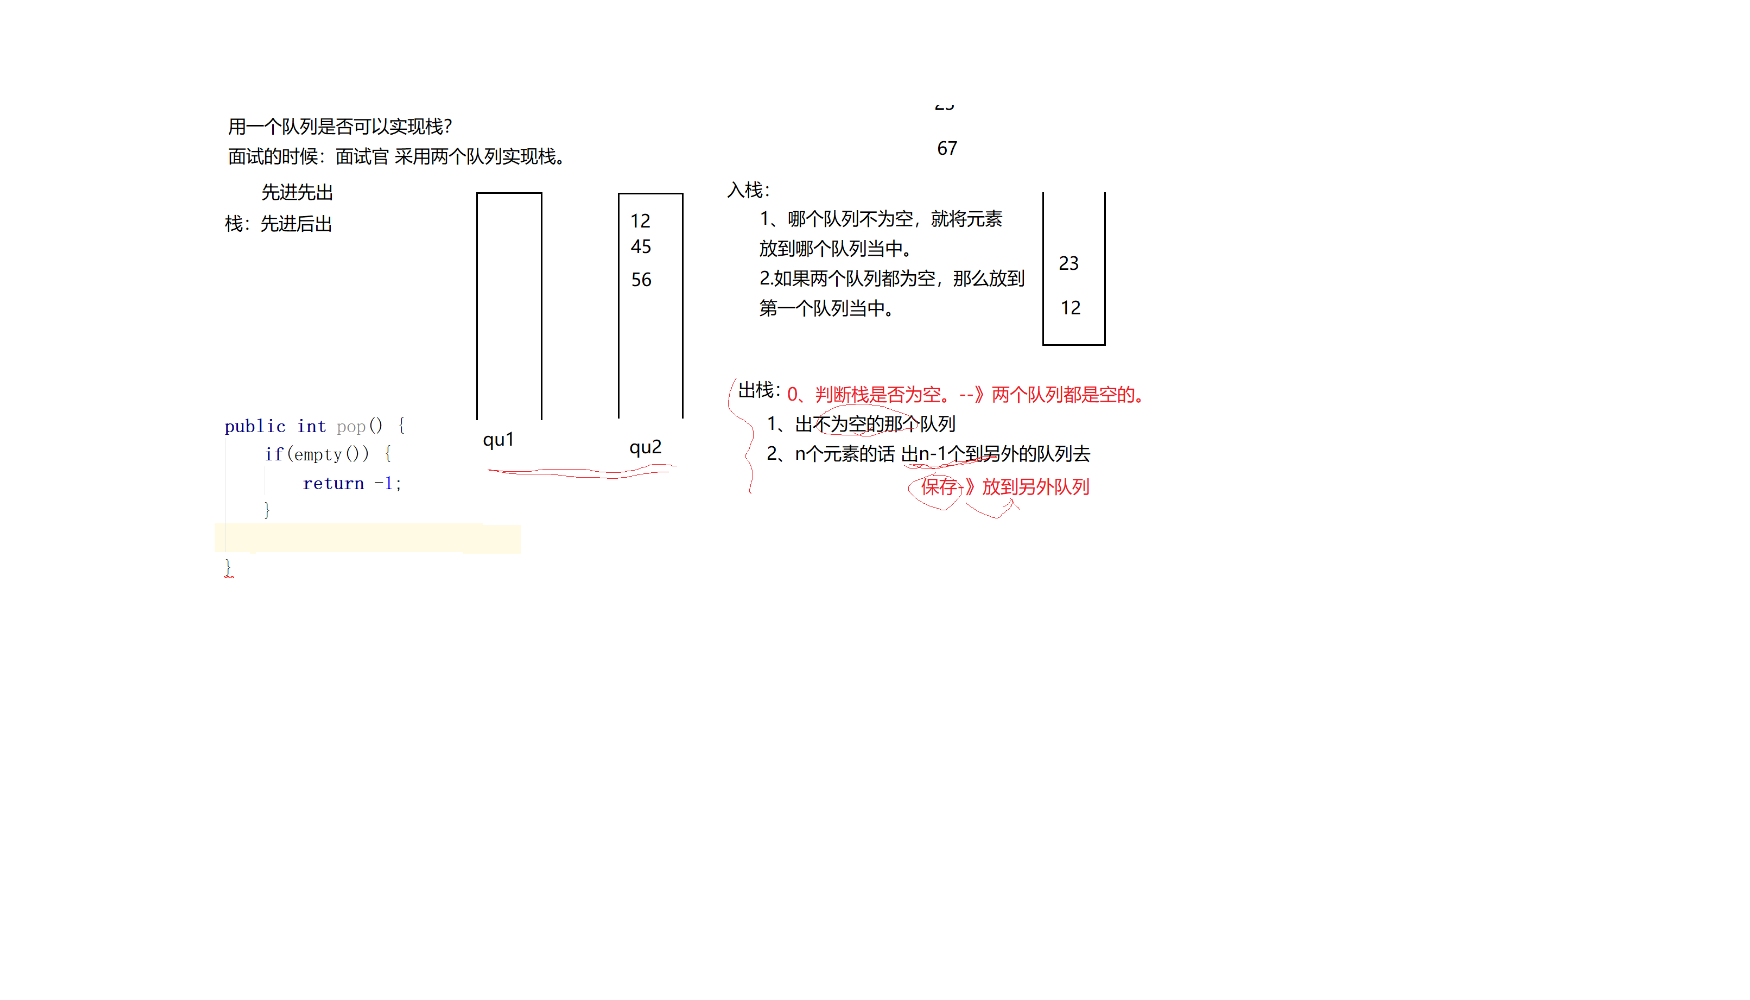 用一个队列是否可以实现栈?
面试的时候：面试官 采用两个队列实现栈。
先进先出
栈：先进后出
12
45
56
qu1
qu2
public int pop() {
if(empty()) {
return -1;
}
}
67
入栈：
1、哪个队列不为空，就将元素
放到哪个队列当中。
2.如果两个队列都为空，那么放到
第一个队列当中。
23
12
出栈：0、判断栈是否为空。--》两个队列都是空的。
1、出不为空的那个队列
2、n个元素的话 出n-1个到另外的队列去
保存-》放到另外队列